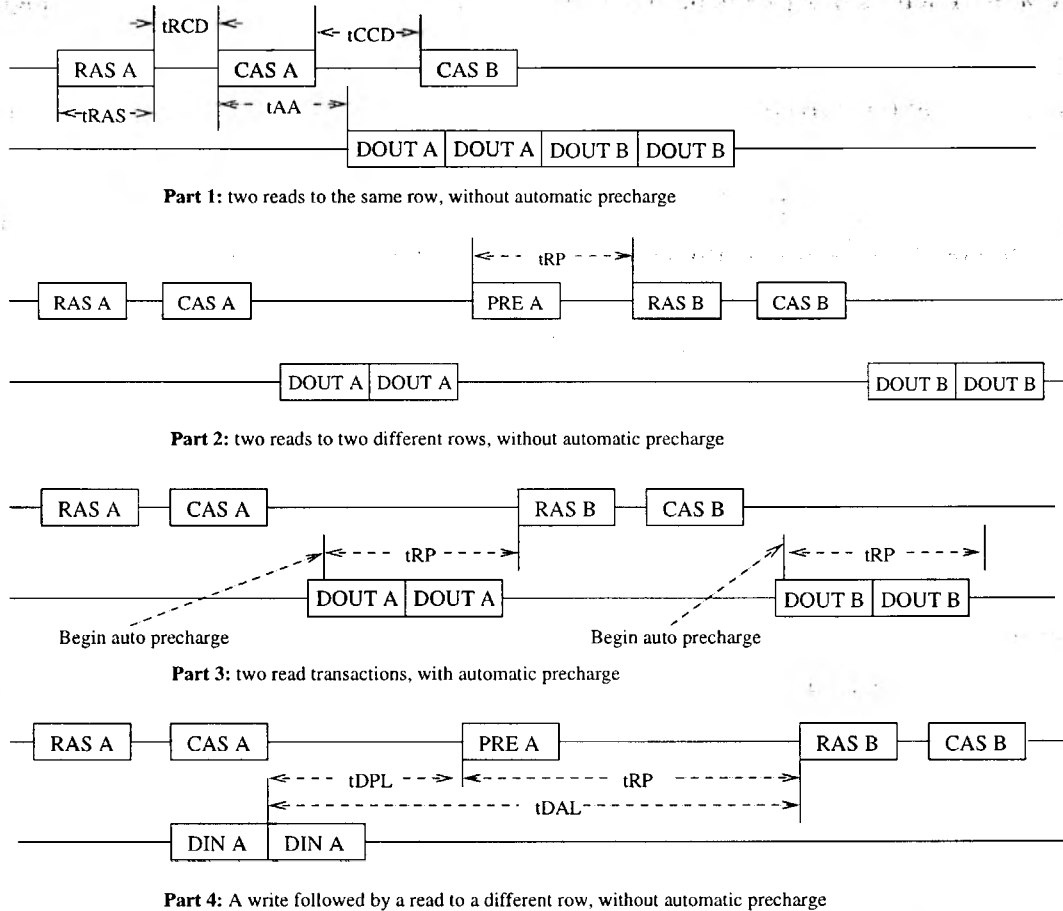 tRCD
tCCD
RAS A CAS A CAS B
tRAS tAA
DOUT A DOUT A DOUT B DOUT B
Part 1: two reads to the same row, without automatic precharge
tRP
RAS A CAS A PRE A RAS B CAS B
DOUT A DOUT A DOUT B DOUT B
Part 2: two reads to two different rows, without automatic precharge
RAS A CAS A RAS B CAS B
tRP tRP
DOUT A DOUT A DOUT B DOUT B
Begin auto precharge Begin auto precharge
Part 3: two read transactions, with automatic precharge
RAS A CAS A PRE A RAS B CAS B
tDPL tRP
tDAL
DIN A DIN A
Part 4: A write followed by a read to a different row, without automatic precharge